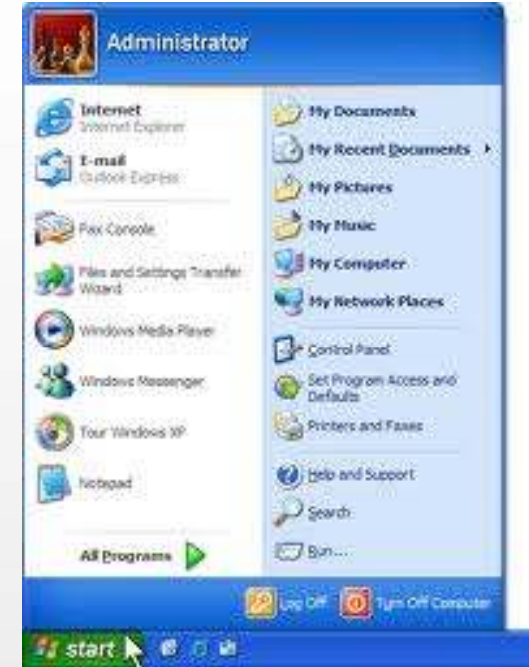 Administrator
Internet
Internet Explorer
E-mail
Outlook Express
Fax Console
Files and Settings Transfer
Wizard
Windows Media Player
Windows Messenger
Tour Windows XP
Notepad
All Programs
My Documents
My Recent Documents
My Pictures
My Music
My Computer
My Network Places
Control Panel
Set Program Access and
Defaults
Printers and Faxes
Help and Support
Search
Run...
Log Off
Turn Off Computer
start